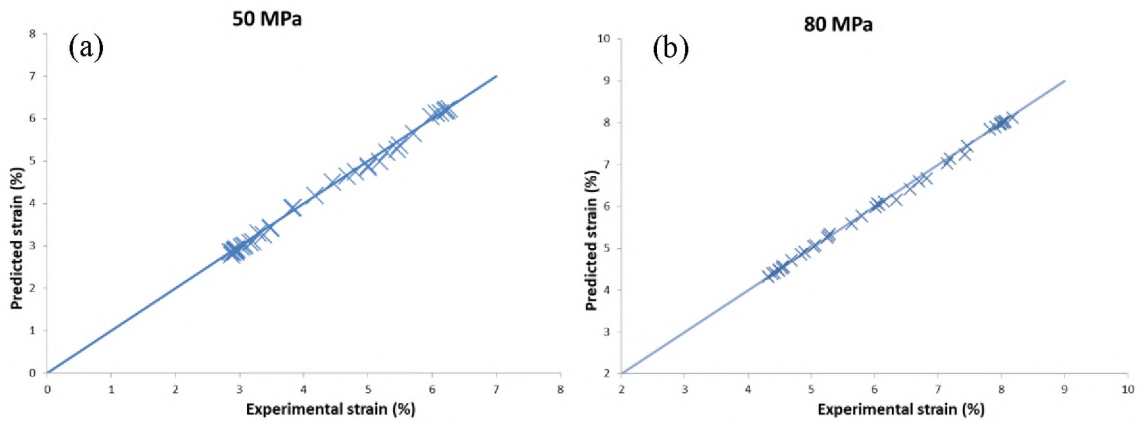 50 MPa
(a)
8
7
6
5
4
3
2
1
0
0 1 2 3 4 5 6 7 8
Predicted strain (%)
Experimental strain (%)
80 MPa
(b)
10
9
8
7
6
5
4
3
2
2 3 4 5 6 7 8 9 10
Predicted strain (%)
Experimental strain (%)